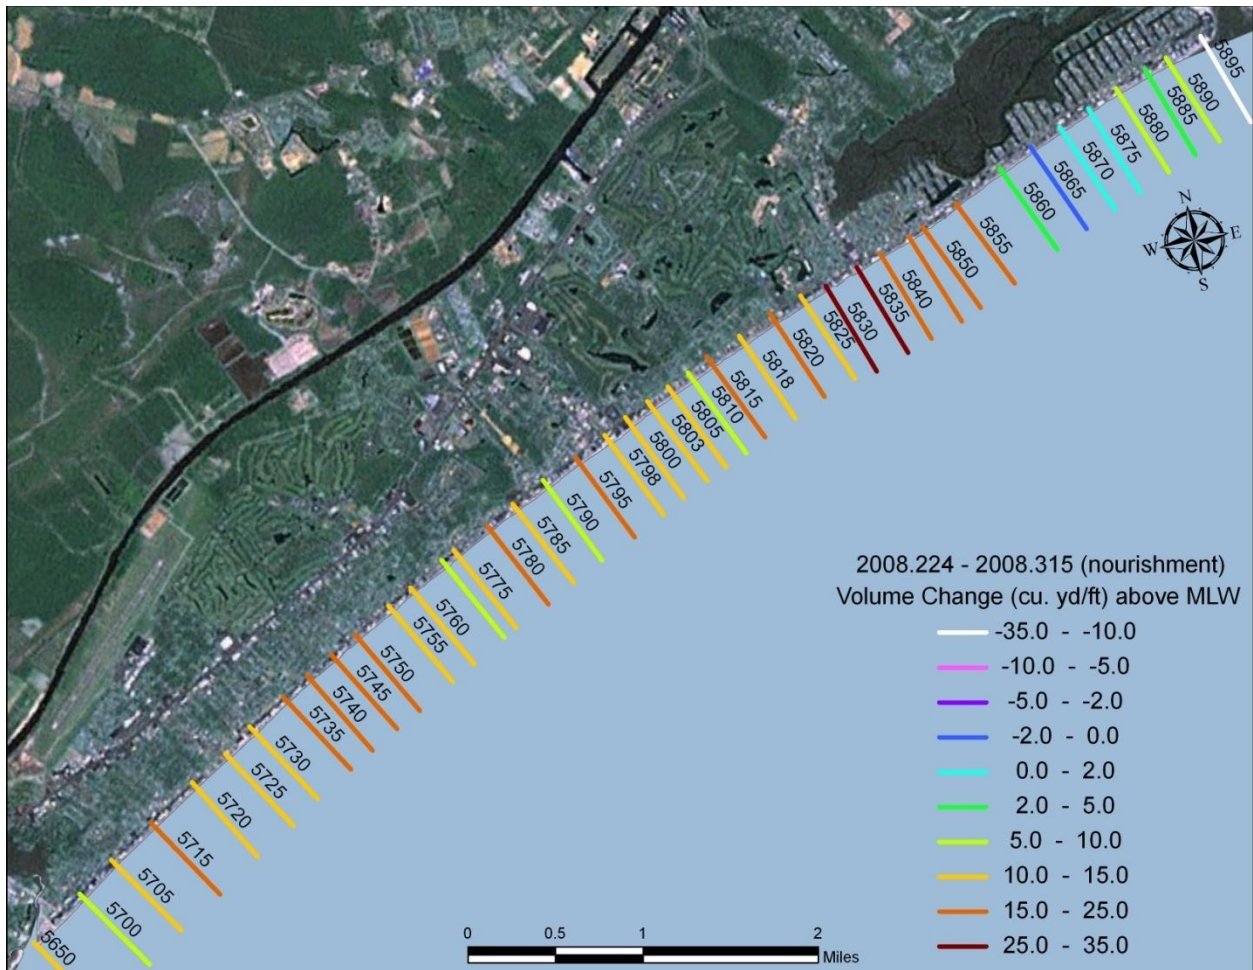 5895
5890
5885
5880
5875
5870
5865
5860
5855
5850
5840
5835
5830
5825
5820
5818
5815
5810
5805
5803
5800
5798
5795
5790
5785
5780
5775
5760
5755
5750
5745
5740
5735
5730
5725
5720
5715
5705
5700
5650
N
W E
S
2008.224 - 2008.315 (nourishment)
Volume Change (cu. yd/ft) above MLW
-35.0 - -10.0
-10.0 - -5.0
-5.0 - -2.0
-2.0 - 0.0
0.0 - 2.0
2.0 - 5.0
5.0 - 10.0
10.0 - 15.0
15.0 - 25.0
25.0 - 35.0
0 0.5 1 2
Miles